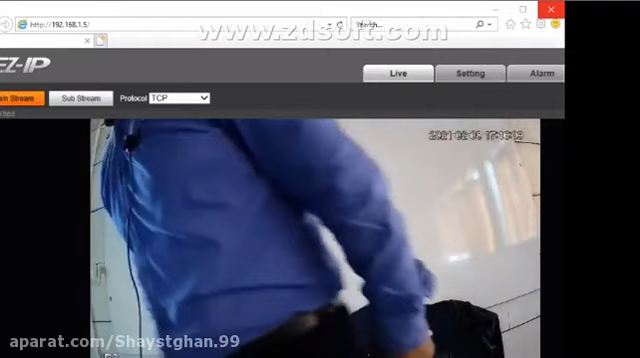 www.zdsoft.com
http://192.168.1.5/
Search...
EZ-IP
Live Setting Alarm
Main Stream Sub Stream Protocol TCP
aparat.com/Shaystghan.99